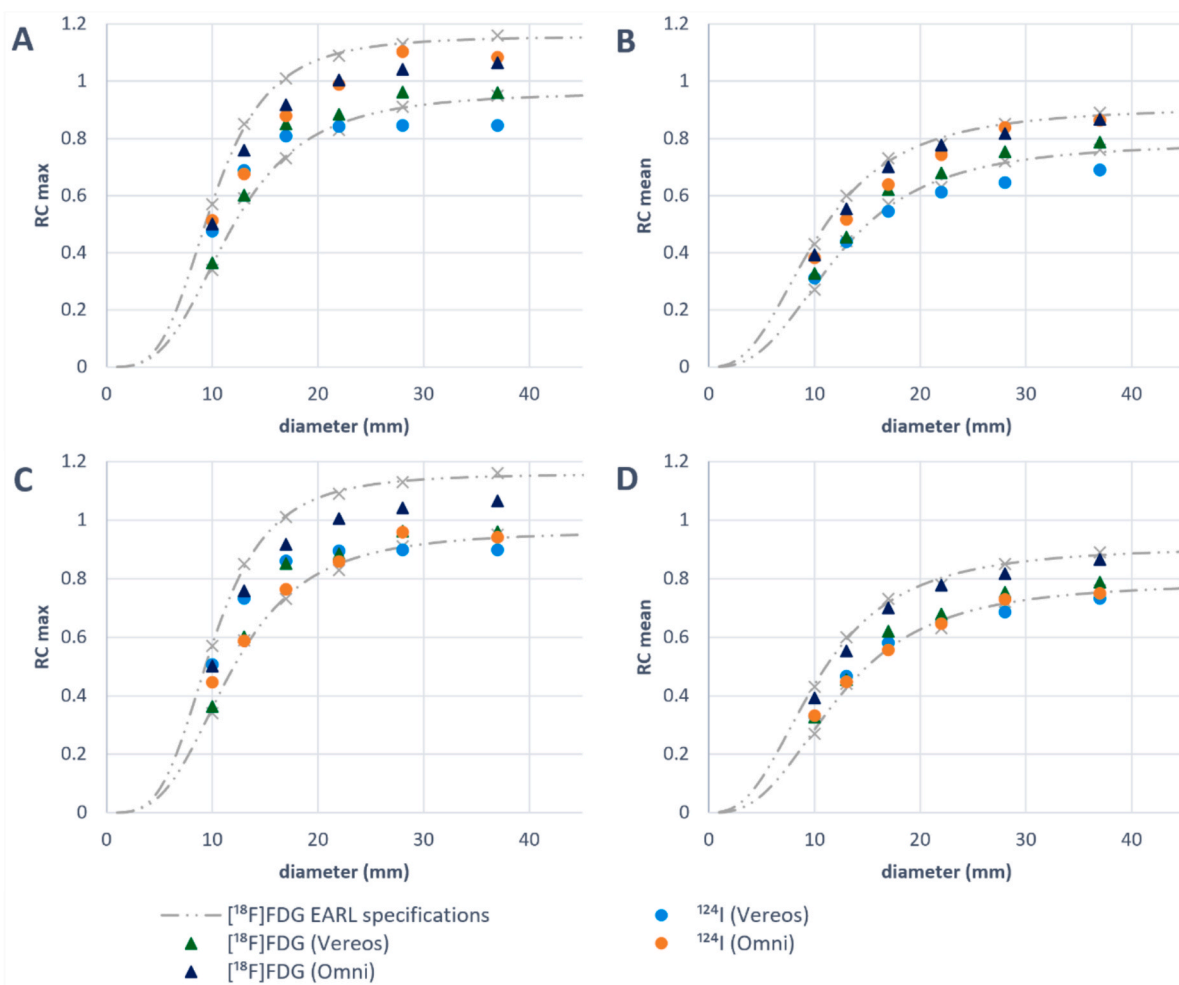 A
B
1.2
1
0.8
0.6
0.4
0.2
0
RC max
0 10 20 30 40
diameter (mm)
1.2
1
0.8
0.6
0.4
0.2
0
RC mean
0 10 20 30 40
diameter (mm)
C
D
1.2
1
0.8
0.6
0.4
0.2
0
RC max
0 10 20 30 40
diameter (mm)
1.2
1
0.8
0.6
0.4
0.2
0
RC mean
0 10 20 30 40
diameter (mm)
[¹⁸F]FDG EARL specifications
[¹⁸F]FDG (Vereos)
[¹⁸F]FDG (Omni)
¹²⁴I (Vereos)
¹²⁴I (Omni)